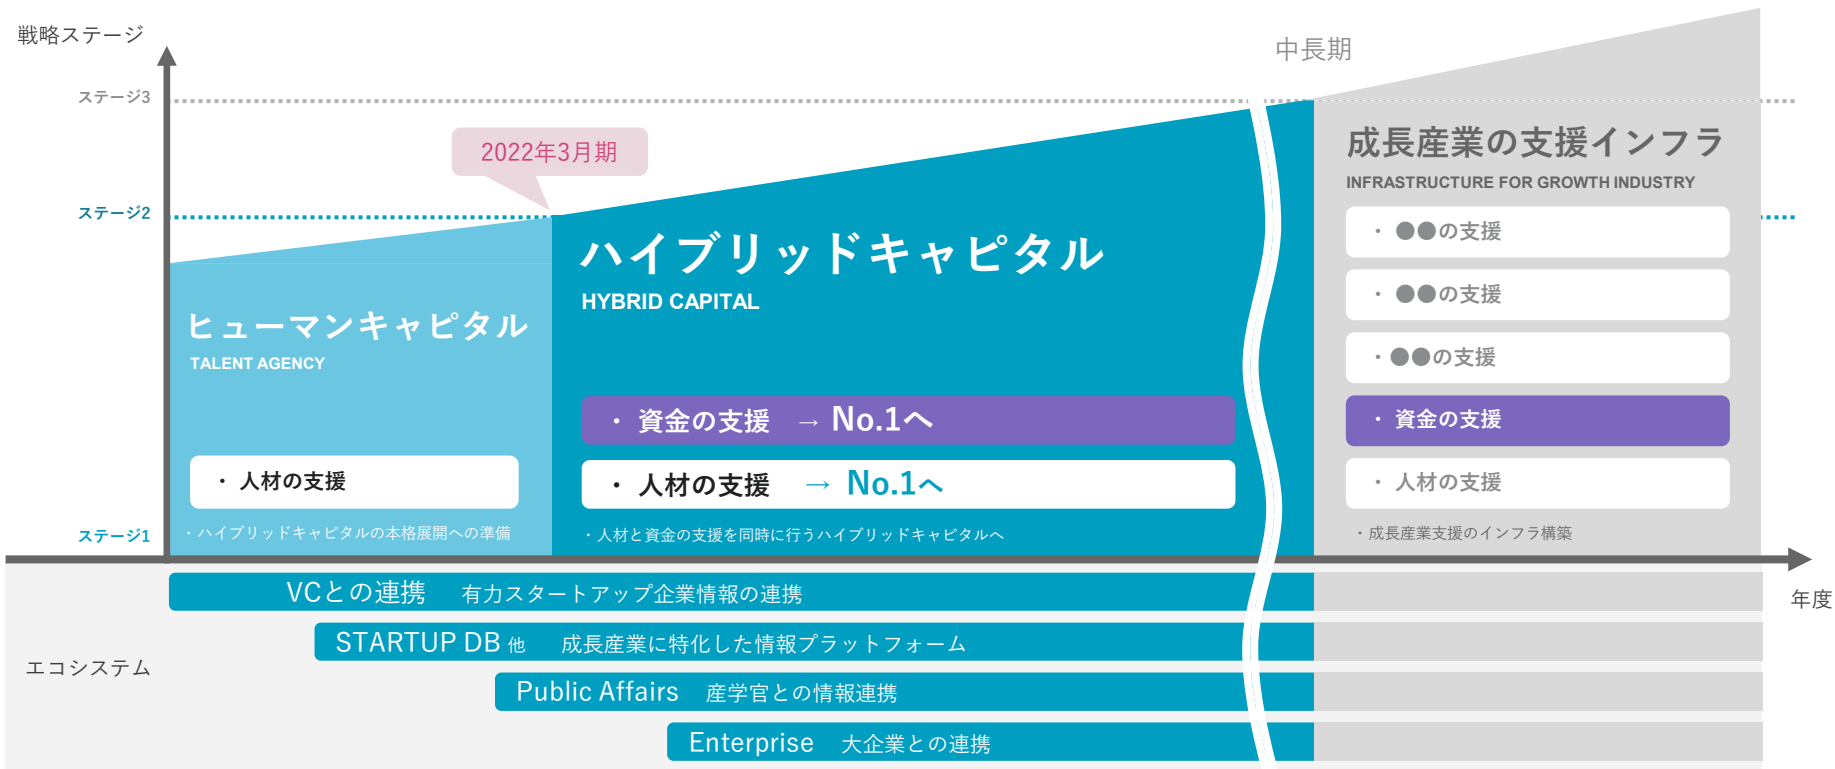 戦略ステージ
中長期
ステージ3
2022年3月期
成長産業の支援インフラ
INFRASTRUCTURE FOR GROWTH INDUSTRY
ステージ2
・ ●●の支援
ハイブリッドキャピタル
HYBRID CAPITAL
・ ●●の支援
ヒューマンキャピタル
TALENT AGENCY
・ ●●の支援
・ 資金の支援 → No.1へ
・ 資金の支援
・ 人材の支援
・ 人材の支援 → No.1へ
・ 人材の支援
ステージ1
・ハイブリッドキャピタルの本格展開への準備
・人材と資金の支援を同時に行うハイブリッドキャピタルへ
・成長産業支援のインフラ構築
VCとの連携 有力スタートアップ企業情報の連携
年度
STARTUP DB 他 成長産業に特化した情報プラットフォーム
エコシステム
Public Affairs 産学官との情報連携
Enterprise 大企業との連携